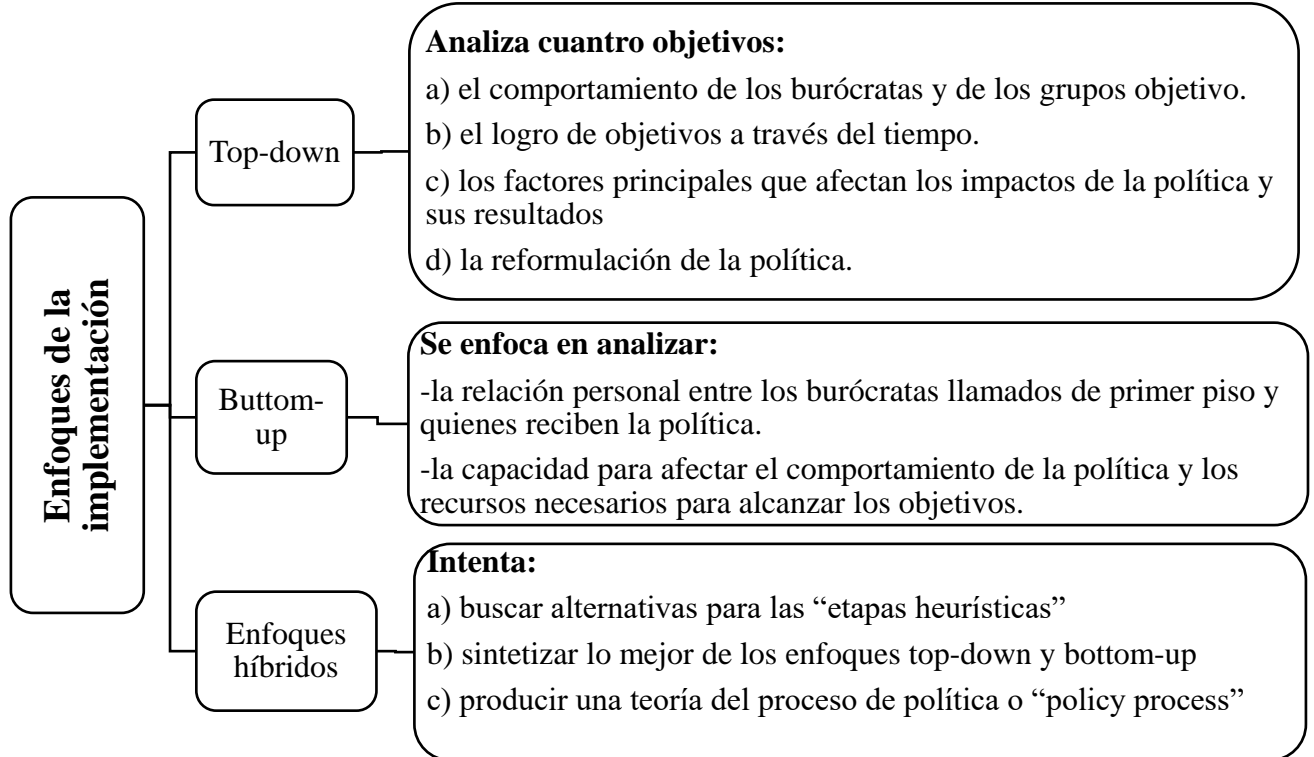 Enfoques de la
implementación
Top-down
Analiza cuantro objetivos:
a) el comportamiento de los burócratas y de los grupos objetivo.
b) el logro de objetivos a través del tiempo.
c) los factores principales que afectan los impactos de la política y
sus resultados
d) la reformulación de la política.
Buttom-
up
Se enfoca en analizar:
-la relación personal entre los burócratas llamados de primer piso y
quienes reciben la política.
-la capacidad para afectar el comportamiento de la política y los
recursos necesarios para alcanzar los objetivos.
Enfoques
híbridos
Intenta:
a) buscar alternativas para las “etapas heurísticas”
b) sintetizar lo mejor de los enfoques top-down y bottom-up
c) producir una teoría del proceso de política o “policy process”